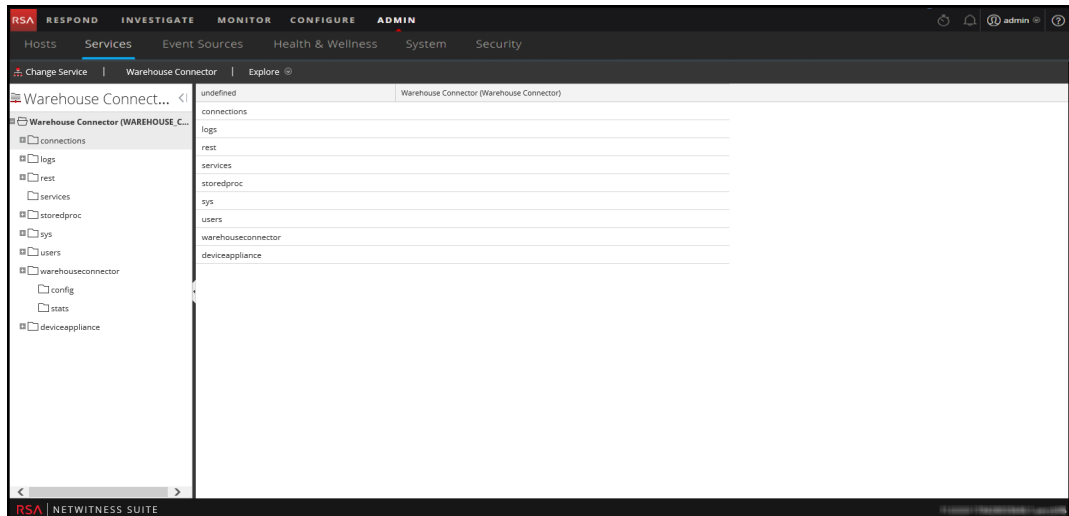 RSA RESPOND INVESTIGATE MONITOR CONFIGURE ADMIN admin ?
Hosts Services Event Sources Health & Wellness System Security
Change Service | Warehouse Connector | Explore
Warehouse Connect...
Warehouse Connector (WAREHOUSE_C...
connections
logs
rest
services
storedproc
sys
users
warehouseconnector
config
stats
deviceappliance
undefined Warehouse Connector (Warehouse Connector)
connections
logs
rest
services
storedproc
sys
users
warehouseconnector
deviceappliance
RSA | NETWITNESS SUITE